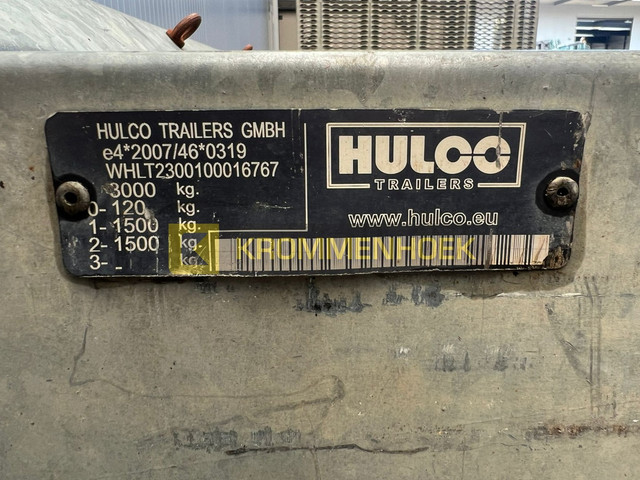 HULCO TRAILERS GMBH
e4*2007/46*0319
WHLT2300100016767
3000 kg.
0- 120 kg.
1- 1500 kg.
2- 1500 kg.
3- - kg.
HULCO
TRAILERS
www.hulco.eu
KROMMENHOEK